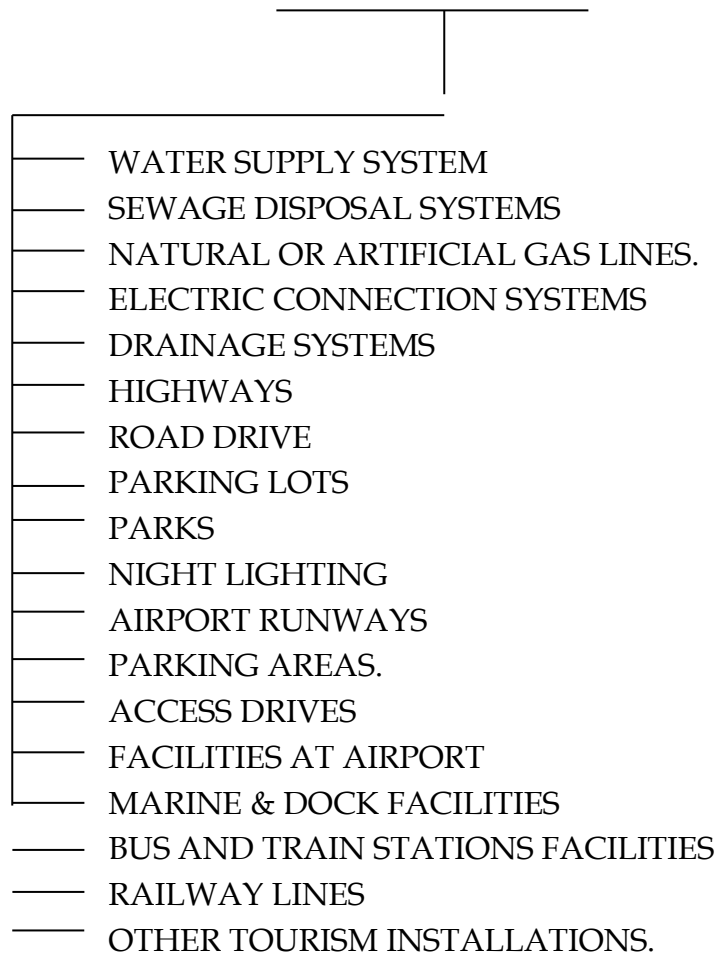 WATER SUPPLY SYSTEM
SEWAGE DISPOSAL SYSTEMS
NATURAL OR ARTIFICIAL GAS LINES.
ELECTRIC CONNECTION SYSTEMS
DRAINAGE SYSTEMS
HIGHWAYS
ROAD DRIVE
PARKING LOTS
PARKS
NIGHT LIGHTING
AIRPORT RUNWAYS
PARKING AREAS.
ACCESS DRIVES
FACILITIES AT AIRPORT
MARINE & DOCK FACILITIES
BUS AND TRAIN STATIONS FACILITIES
RAILWAY LINES
OTHER TOURISM INSTALLATIONS.